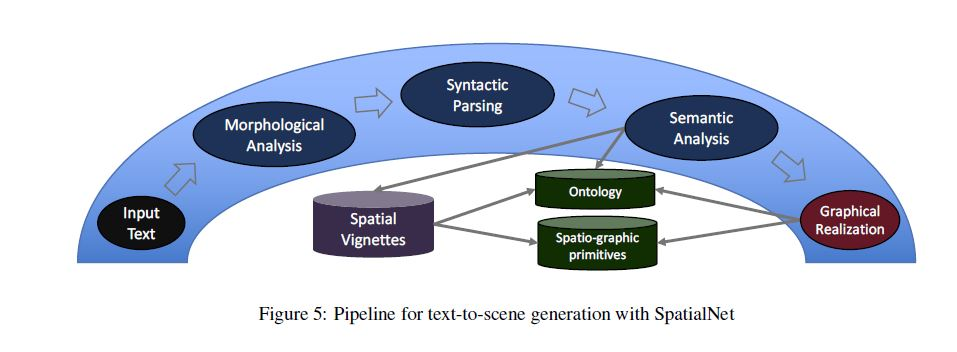 Syntactic
Parsing
Morphological
Analysis
Semantic
Analysis
Input
Text
Spatial
Vignettes
Ontology
Spatio-graphic
primitives
Graphical
Realization
Figure 5: Pipeline for text-to-scene generation with SpatialNet